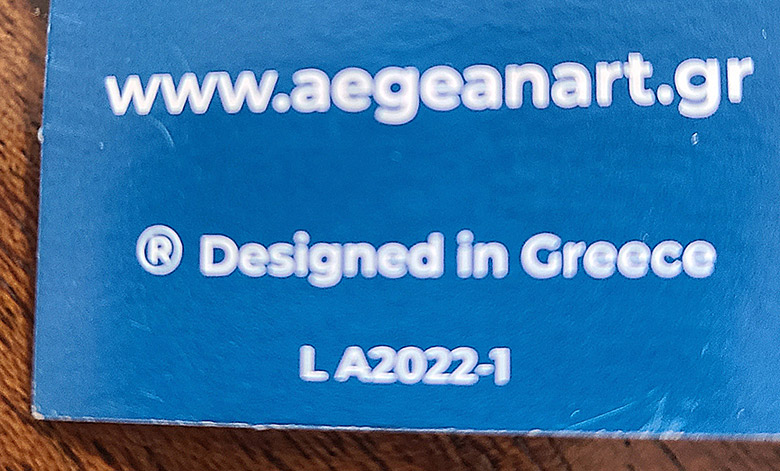 www.aegeanart.gr
® Designed in Greece
L A2022-1